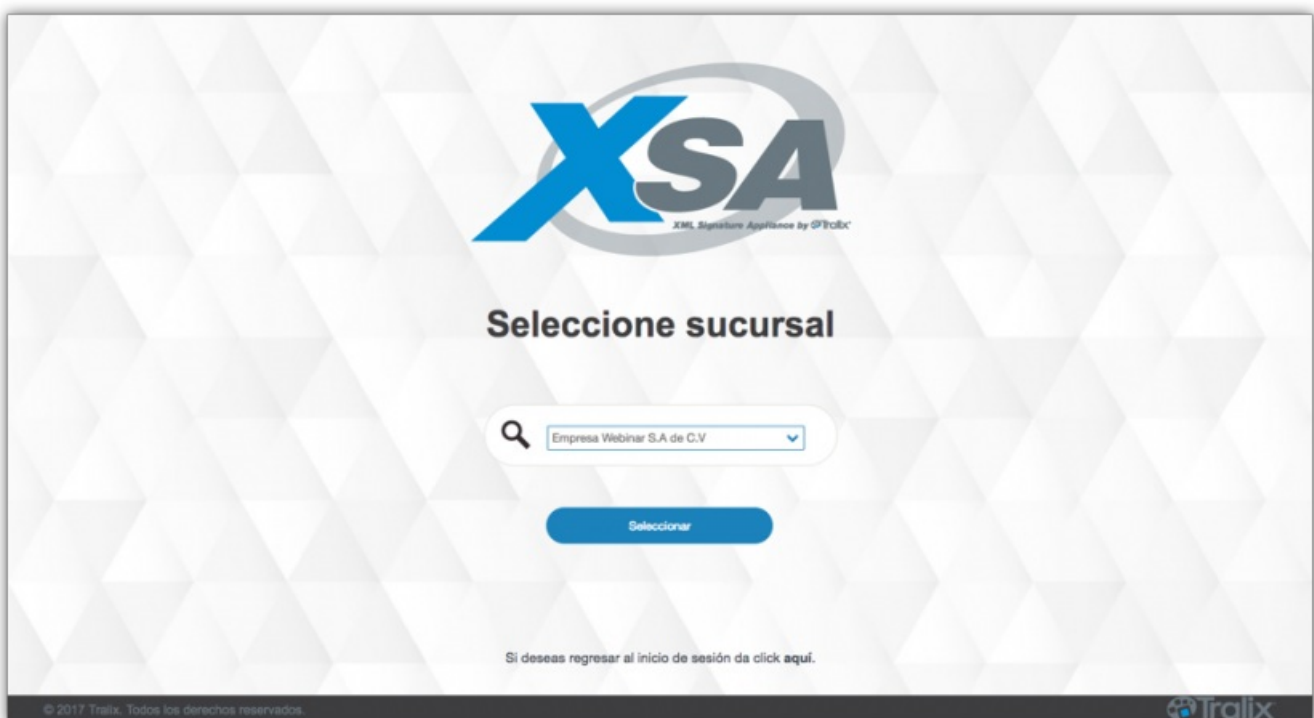 XSA
XML Signature Appliance by Tralix
Seleccione sucursal
Empresa Webinar S.A de C.V
Seleccionar
Si deseas regresar al inicio de sesión da click aquí.
© 2017 Tralix. Todos los derechos reservados.
Tralix